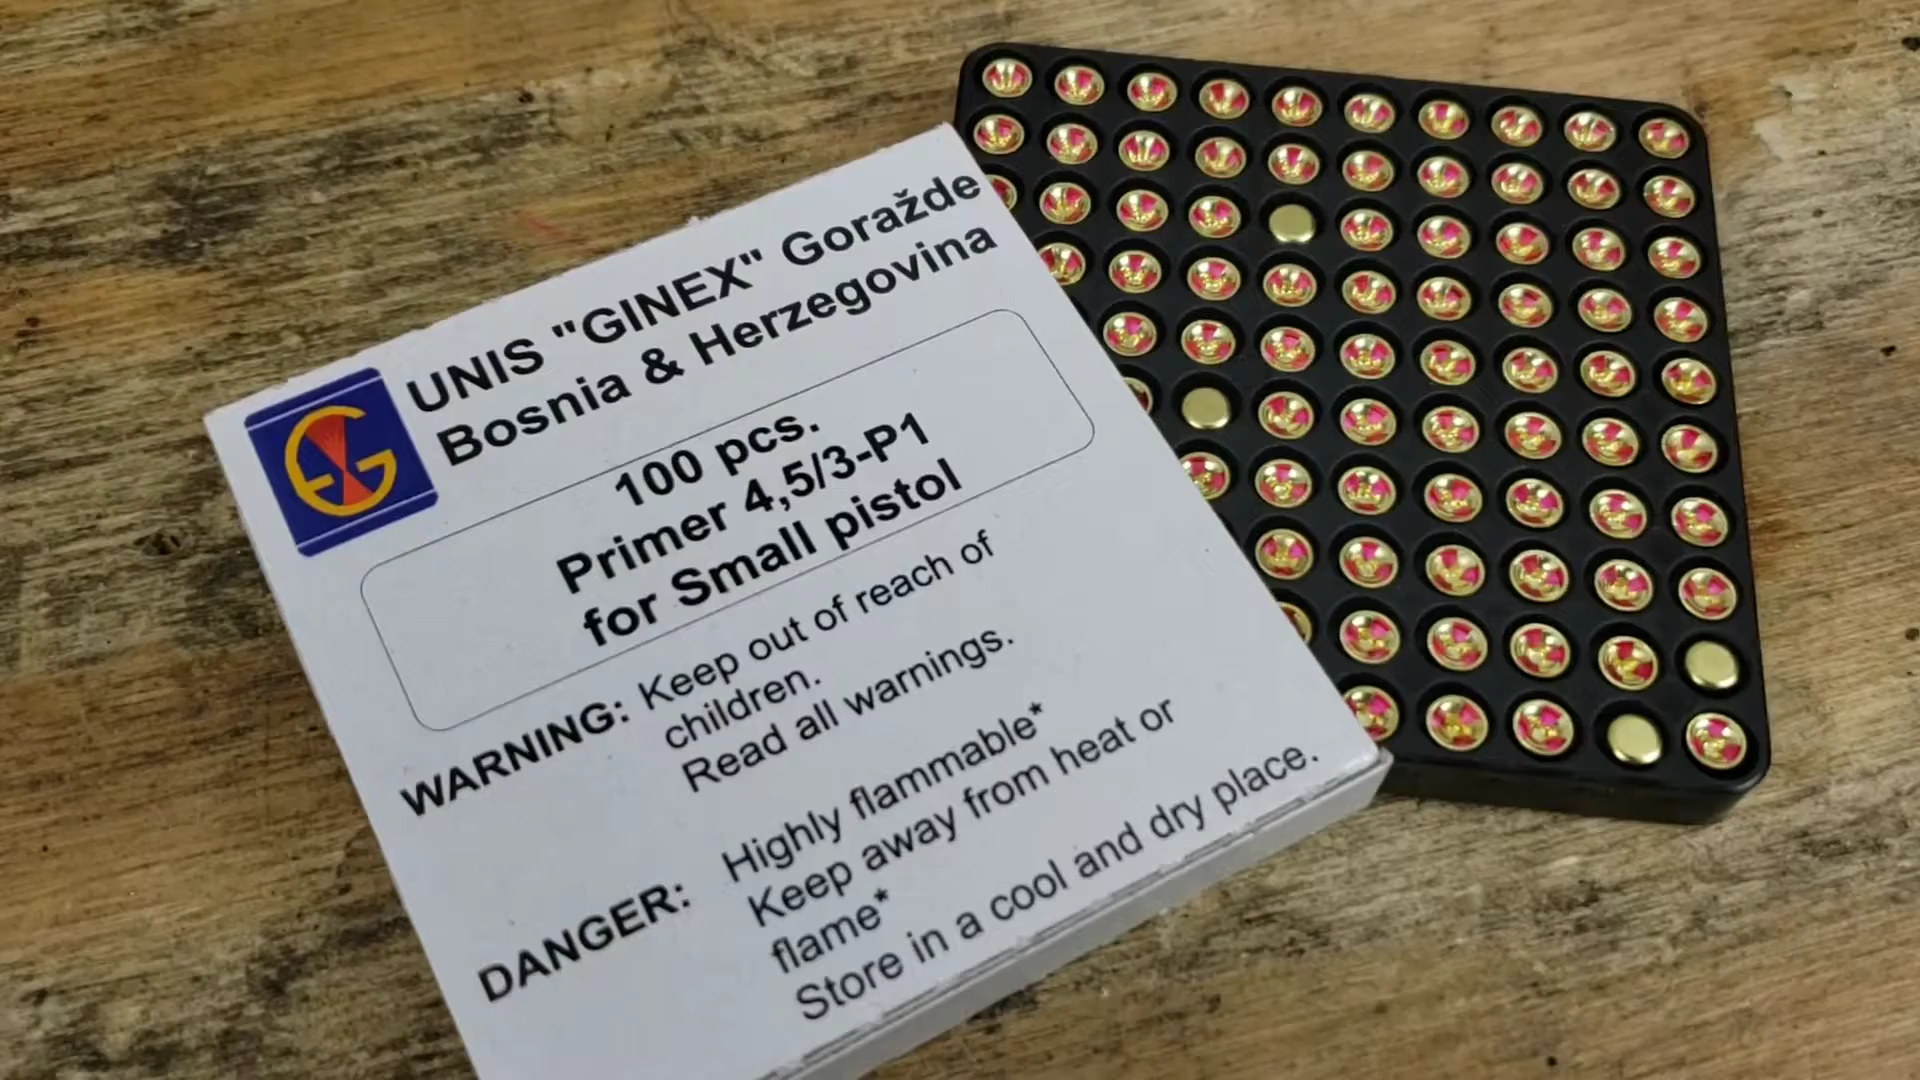 UNIS "GINEX" Goražde
Bosnia & Herzegovina
100 pcs.
Primer 4,5/3-P1
for Small pistol
WARNING: Keep out of reach of
children.
Read all warnings.
DANGER: Highly flammable*
Keep away from heat or
flame*
Store in a cool and dry place.